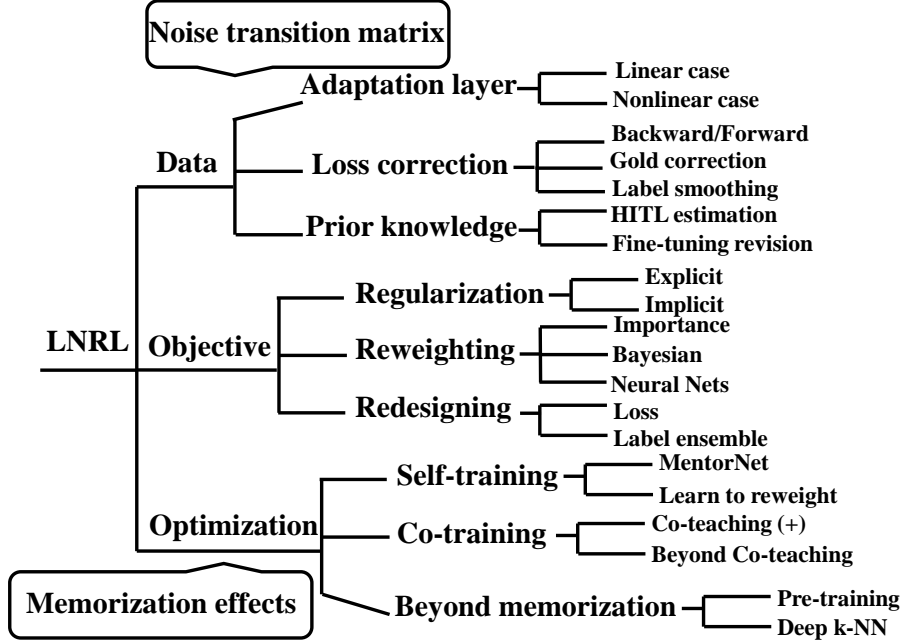 Noise transition matrix
Adaptation layer
Linear case
Nonlinear case
Data
Loss correction
Backward/Forward
Gold correction
Label smoothing
Prior knowledge
HITL estimation
Fine-tuning revision
LNRL
Objective
Regularization
Explicit
Implicit
Reweighting
Importance
Bayesian
Neural Nets
Redesigning
Loss
Label ensemble
Optimization
Self-training
MentorNet
Learn to reweight
Co-training
Co-teaching (+)
Beyond Co-teaching
Memorization effects
Beyond memorization
Pre-training
Deep k-NN